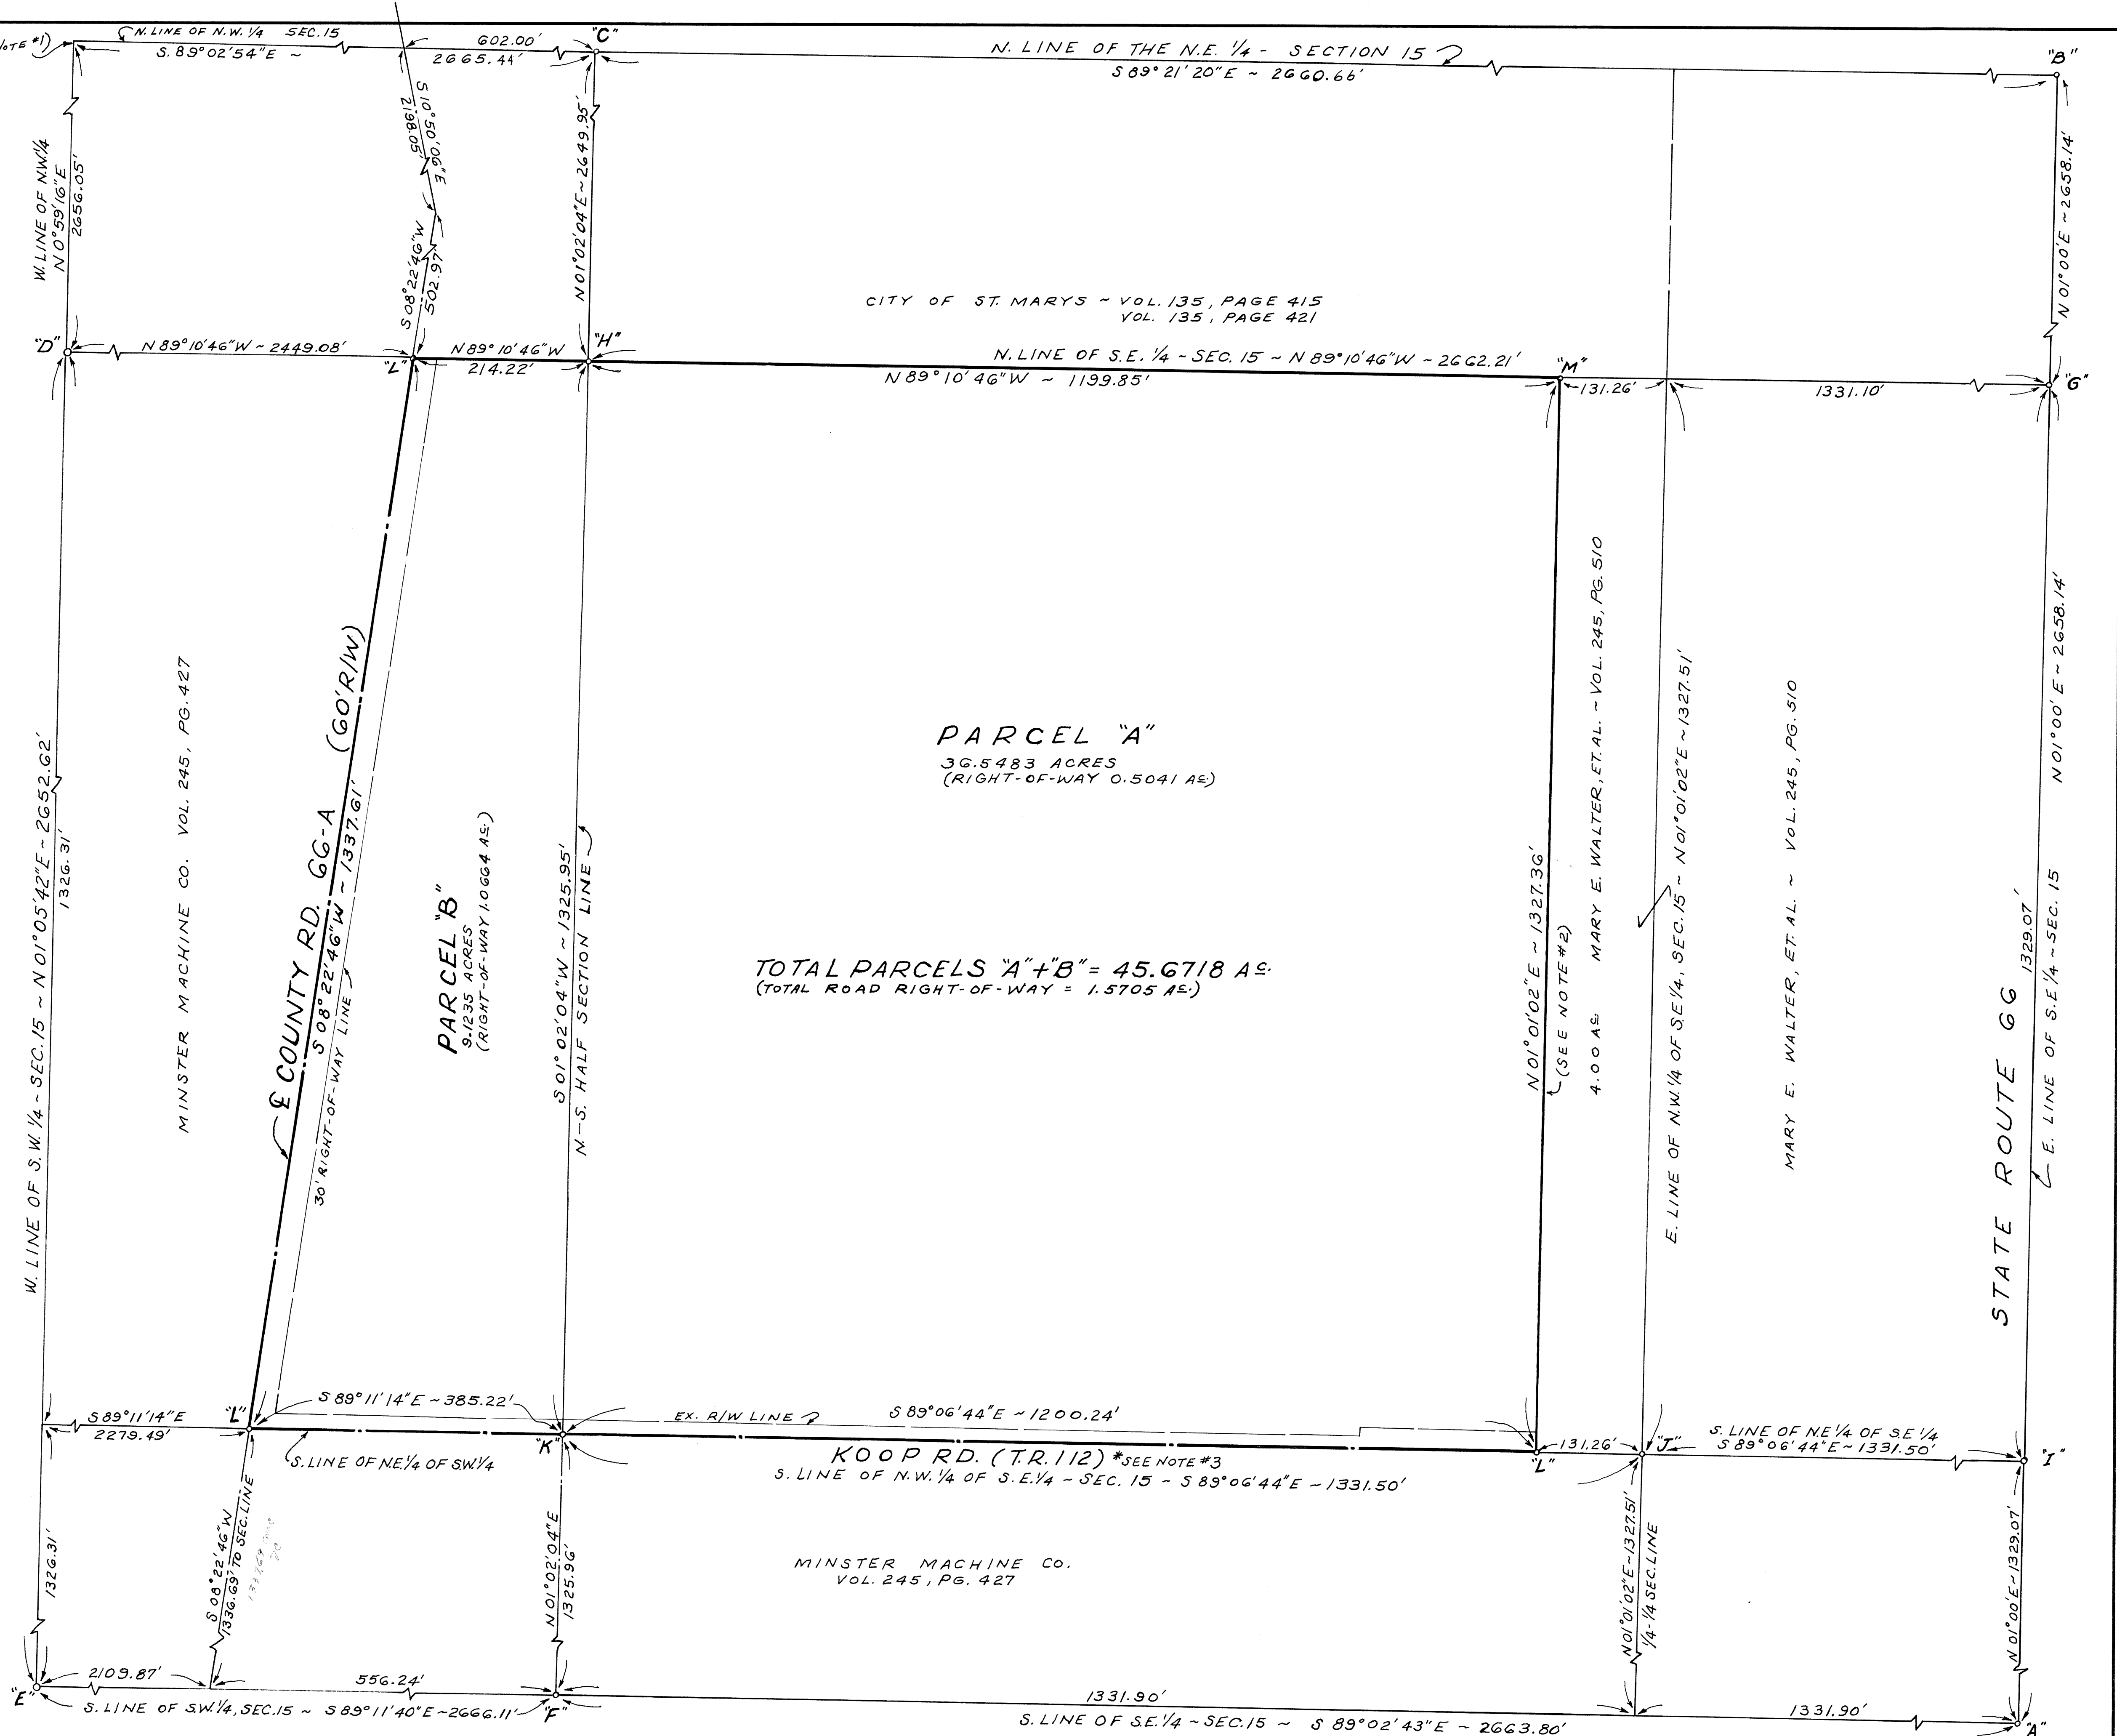 NOTE #1)
N. LINE OF N.W. 1/4 SEC. 15
S. 89°02'54"E ~
602.00'
2665.44'
"C"
N. LINE OF THE N.E. 1/4 - SECTION 15
S 89° 21' 20" E ~ 2660.66'
"B"
W. LINE OF N.W. 1/4
N 0°59'16"E
2656.05'
S 10°50'06"E
2198.05'
S 08°22'46"W
502.97'
N 01°02'04"E ~ 2649.95'
N 01°00'E ~ 2658.14'
CITY OF ST. MARYS ~ VOL. 135, PAGE 415
VOL. 135, PAGE 421
"D"
N 89°10'46"W ~ 2449.08'
"L"
N 89°10'46"W
214.22'
"H"
N. LINE OF S.E. 1/4 ~ SEC. 15 ~ N 89°10'46"W ~ 2662.21'
N 89°10'46"W ~ 1199.85'
"M"
131.26'
1331.10'
"G"
W. LINE OF S.W. 1/4 ~ SEC. 15 ~ N 01°05'42"E ~ 2652.62'
1326.31'
MINSTER MACHINE CO. VOL. 245, PG. 427
℄ COUNTY RD. 66-A (60' R/W)
S 08°22'46"W ~ 1337.61'
30' RIGHT-OF-WAY LINE
PARCEL "B"
9.1235 ACRES
(RIGHT-OF-WAY 1.0664 Ac.)
S 01°02'04"W ~ 1325.95'
N.-S. HALF SECTION LINE
PARCEL "A"
36.5483 ACRES
(RIGHT-OF-WAY 0.5041 Ac.)
TOTAL PARCELS "A"+"B" = 45.6718 Ac.
(TOTAL ROAD RIGHT-OF-WAY = 1.5705 Ac.)
N 01°01'02"E ~ 1327.36'
(SEE NOTE #2)
4.00 Ac MARY E. WALTER, ET. AL. ~ VOL. 245, PG. 510
E. LINE OF N.W. 1/4 OF S.E. 1/4, SEC. 15 ~ N 01°01'02"E ~ 1327.51'
MARY E. WALTER, ET. AL. ~ VOL. 245, PG. 510
STATE ROUTE 66
1329.07'
E. LINE OF S.E. 1/4 ~ SEC. 15 N 01°00'E ~ 2658.14'
S 89°11'14"E
2279.49'
"L"
S 89°11'14"E ~ 385.22'
S. LINE OF N.E. 1/4 OF S.W. 1/4
"K"
EX. R/W LINE
S 89°06'44"E ~ 1200.24'
KOOP RD. (T.R. 112) *SEE NOTE #3
S. LINE OF N.W. 1/4 OF S.E. 1/4 ~ SEC. 15 ~ S 89°06'44"E ~ 1331.50'
"L"
131.26'
"J"
S. LINE OF N.E. 1/4 OF S.E. 1/4
S 89°06'44"E ~ 1331.50'
"I"
1326.31'
S 08°22'46"W
1336.69' TO SEC. LINE
N 01°02'04"E
1325.96'
MINSTER MACHINE CO.
VOL. 245, PG. 427
N 01°01'02"E ~ 1327.51'
1/4-1/4 SEC. LINE
N 01°00'E ~ 1329.07'
"E"
2109.87'
556.24'
S. LINE OF S.W. 1/4, SEC. 15 ~ S 89°11'40"E ~ 2666.11'
"F"
1331.90'
S. LINE OF S.E. 1/4 ~ SEC. 15 ~ S 89°02'43"E ~ 2663.80'
1331.90'
"A"